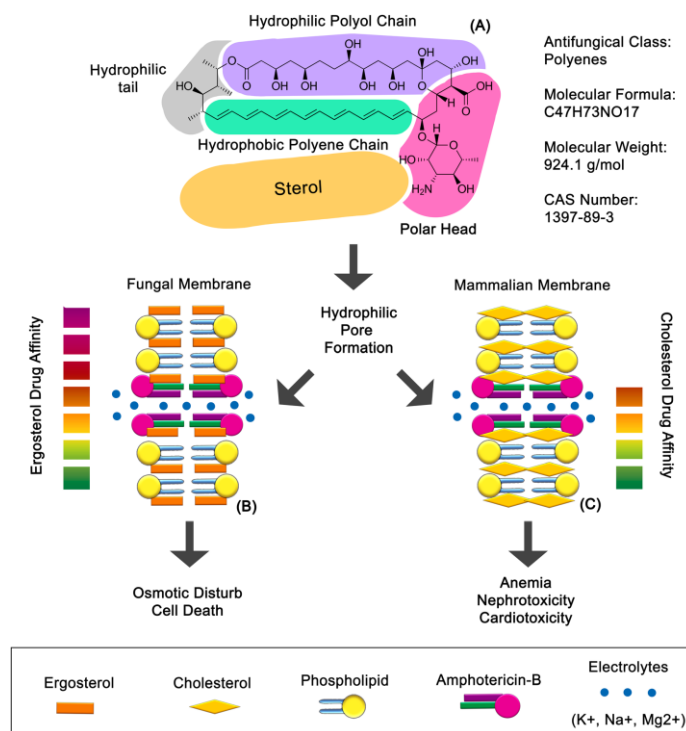 Hydrophilic Polyol Chain
(A)
Hydrophilic
tail
O
O
OH
OH
OH
OH
OH
OH
OH
O
OH
O
OH
HO
Hydrophobic Polyene Chain
O
O
HO
O
H2N
OH
Sterol
Polar Head
Antifungical Class:
Polyenes
Molecular Formula:
C47H73NO17
Molecular Weight:
924.1 g/mol
CAS Number:
1397-89-3
Fungal Membrane
Hydrophilic
Pore
Formation
Mammalian Membrane
Ergosterol Drug Affinity
Cholesterol Drug Affinity
(B)
(C)
Osmotic Disturb
Cell Death
Anemia
Nephrotoxicity
Cardiotoxicity
Ergosterol
Cholesterol
Phospholipid
Amphotericin-B
Electrolytes
(K+, Na+, Mg2+)